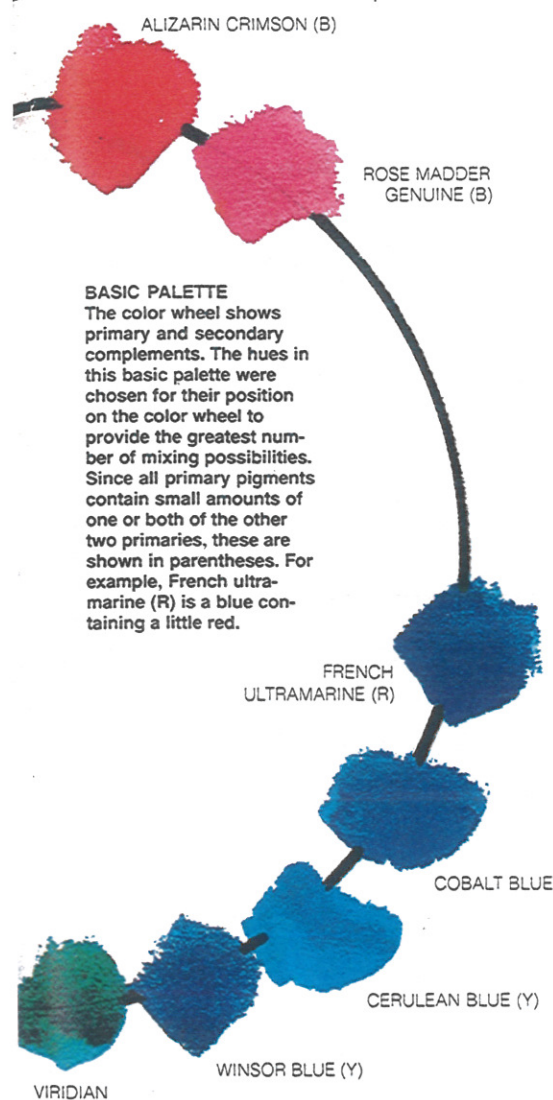 ALIZARIN CRIMSON (B)
ROSE MADDER
GENUINE (B)
BASIC PALETTE
The color wheel shows
primary and secondary
complements. The hues in
this basic palette were
chosen for their position
on the color wheel to
provide the greatest num-
ber of mixing possibilities.
Since all primary pigments
contain small amounts of
one or both of the other
two primaries, these are
shown in parentheses. For
example, French ultra-
marine (R) is a blue con-
taining a little red.
FRENCH
ULTRAMARINE (R)
COBALT BLUE
CERULEAN BLUE (Y)
WINSOR BLUE (Y)
VIRIDIAN